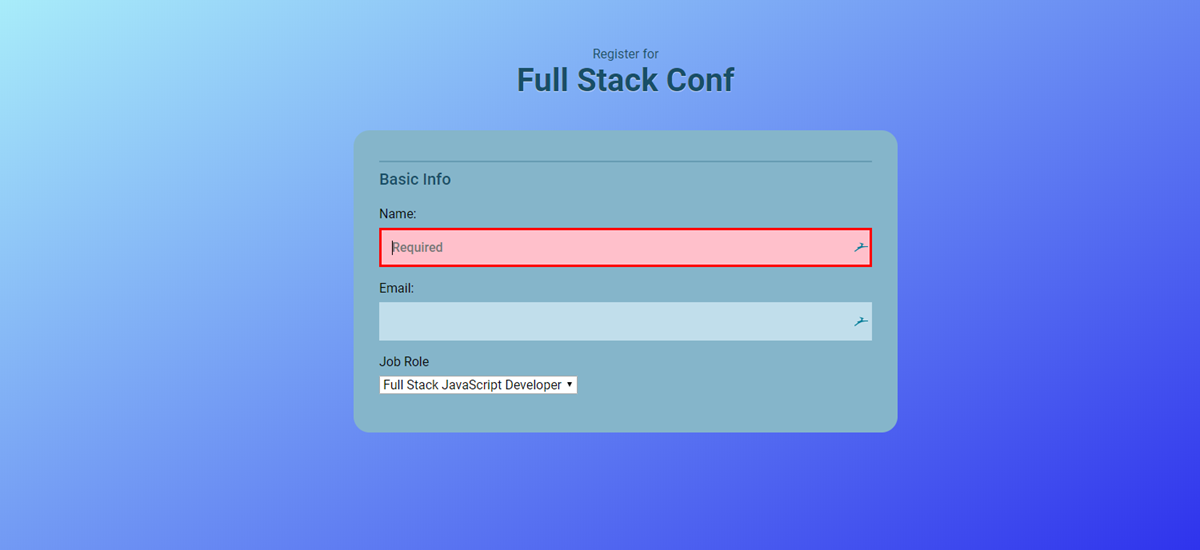 Register for
Full Stack Conf
Basic Info
Name:
Required
Email:
Job Role
Full Stack JavaScript Developer